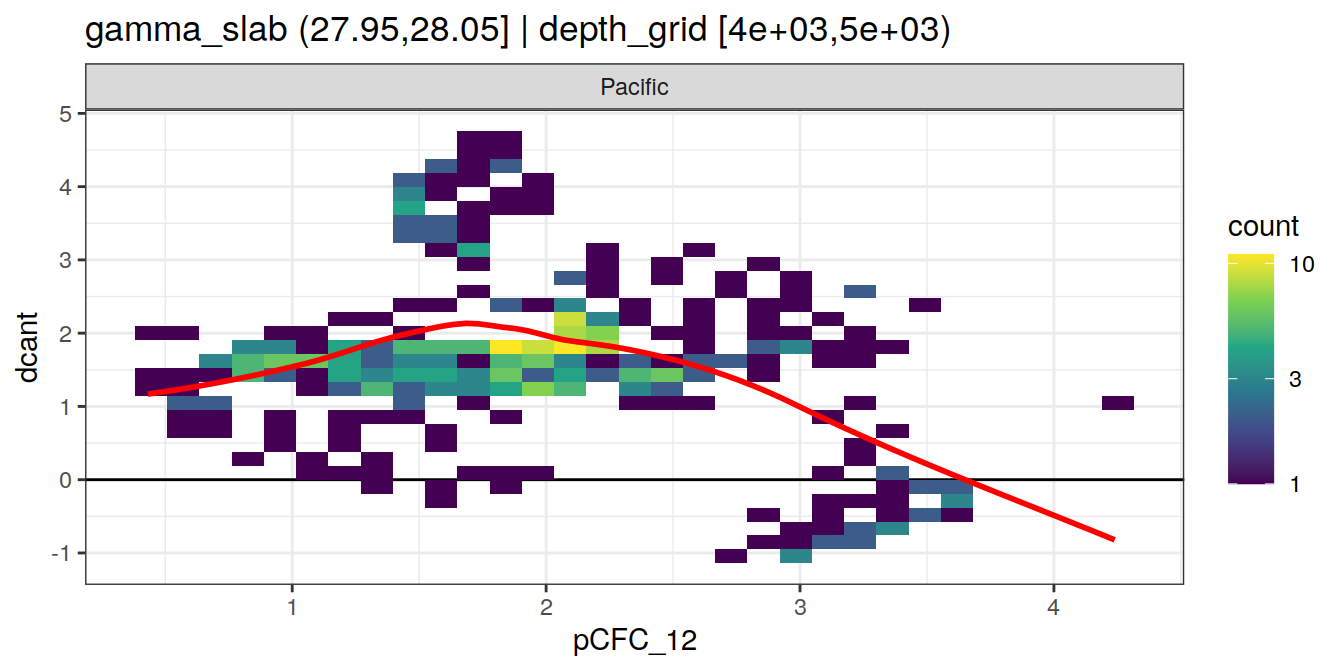 gamma_slab (27.95,28.05] | depth_grid [4e+03,5e+03)
Pacific
5
4
3
2
1
0
-1
dcant
1
2
3
4
pCFC_12
count
10
3
1